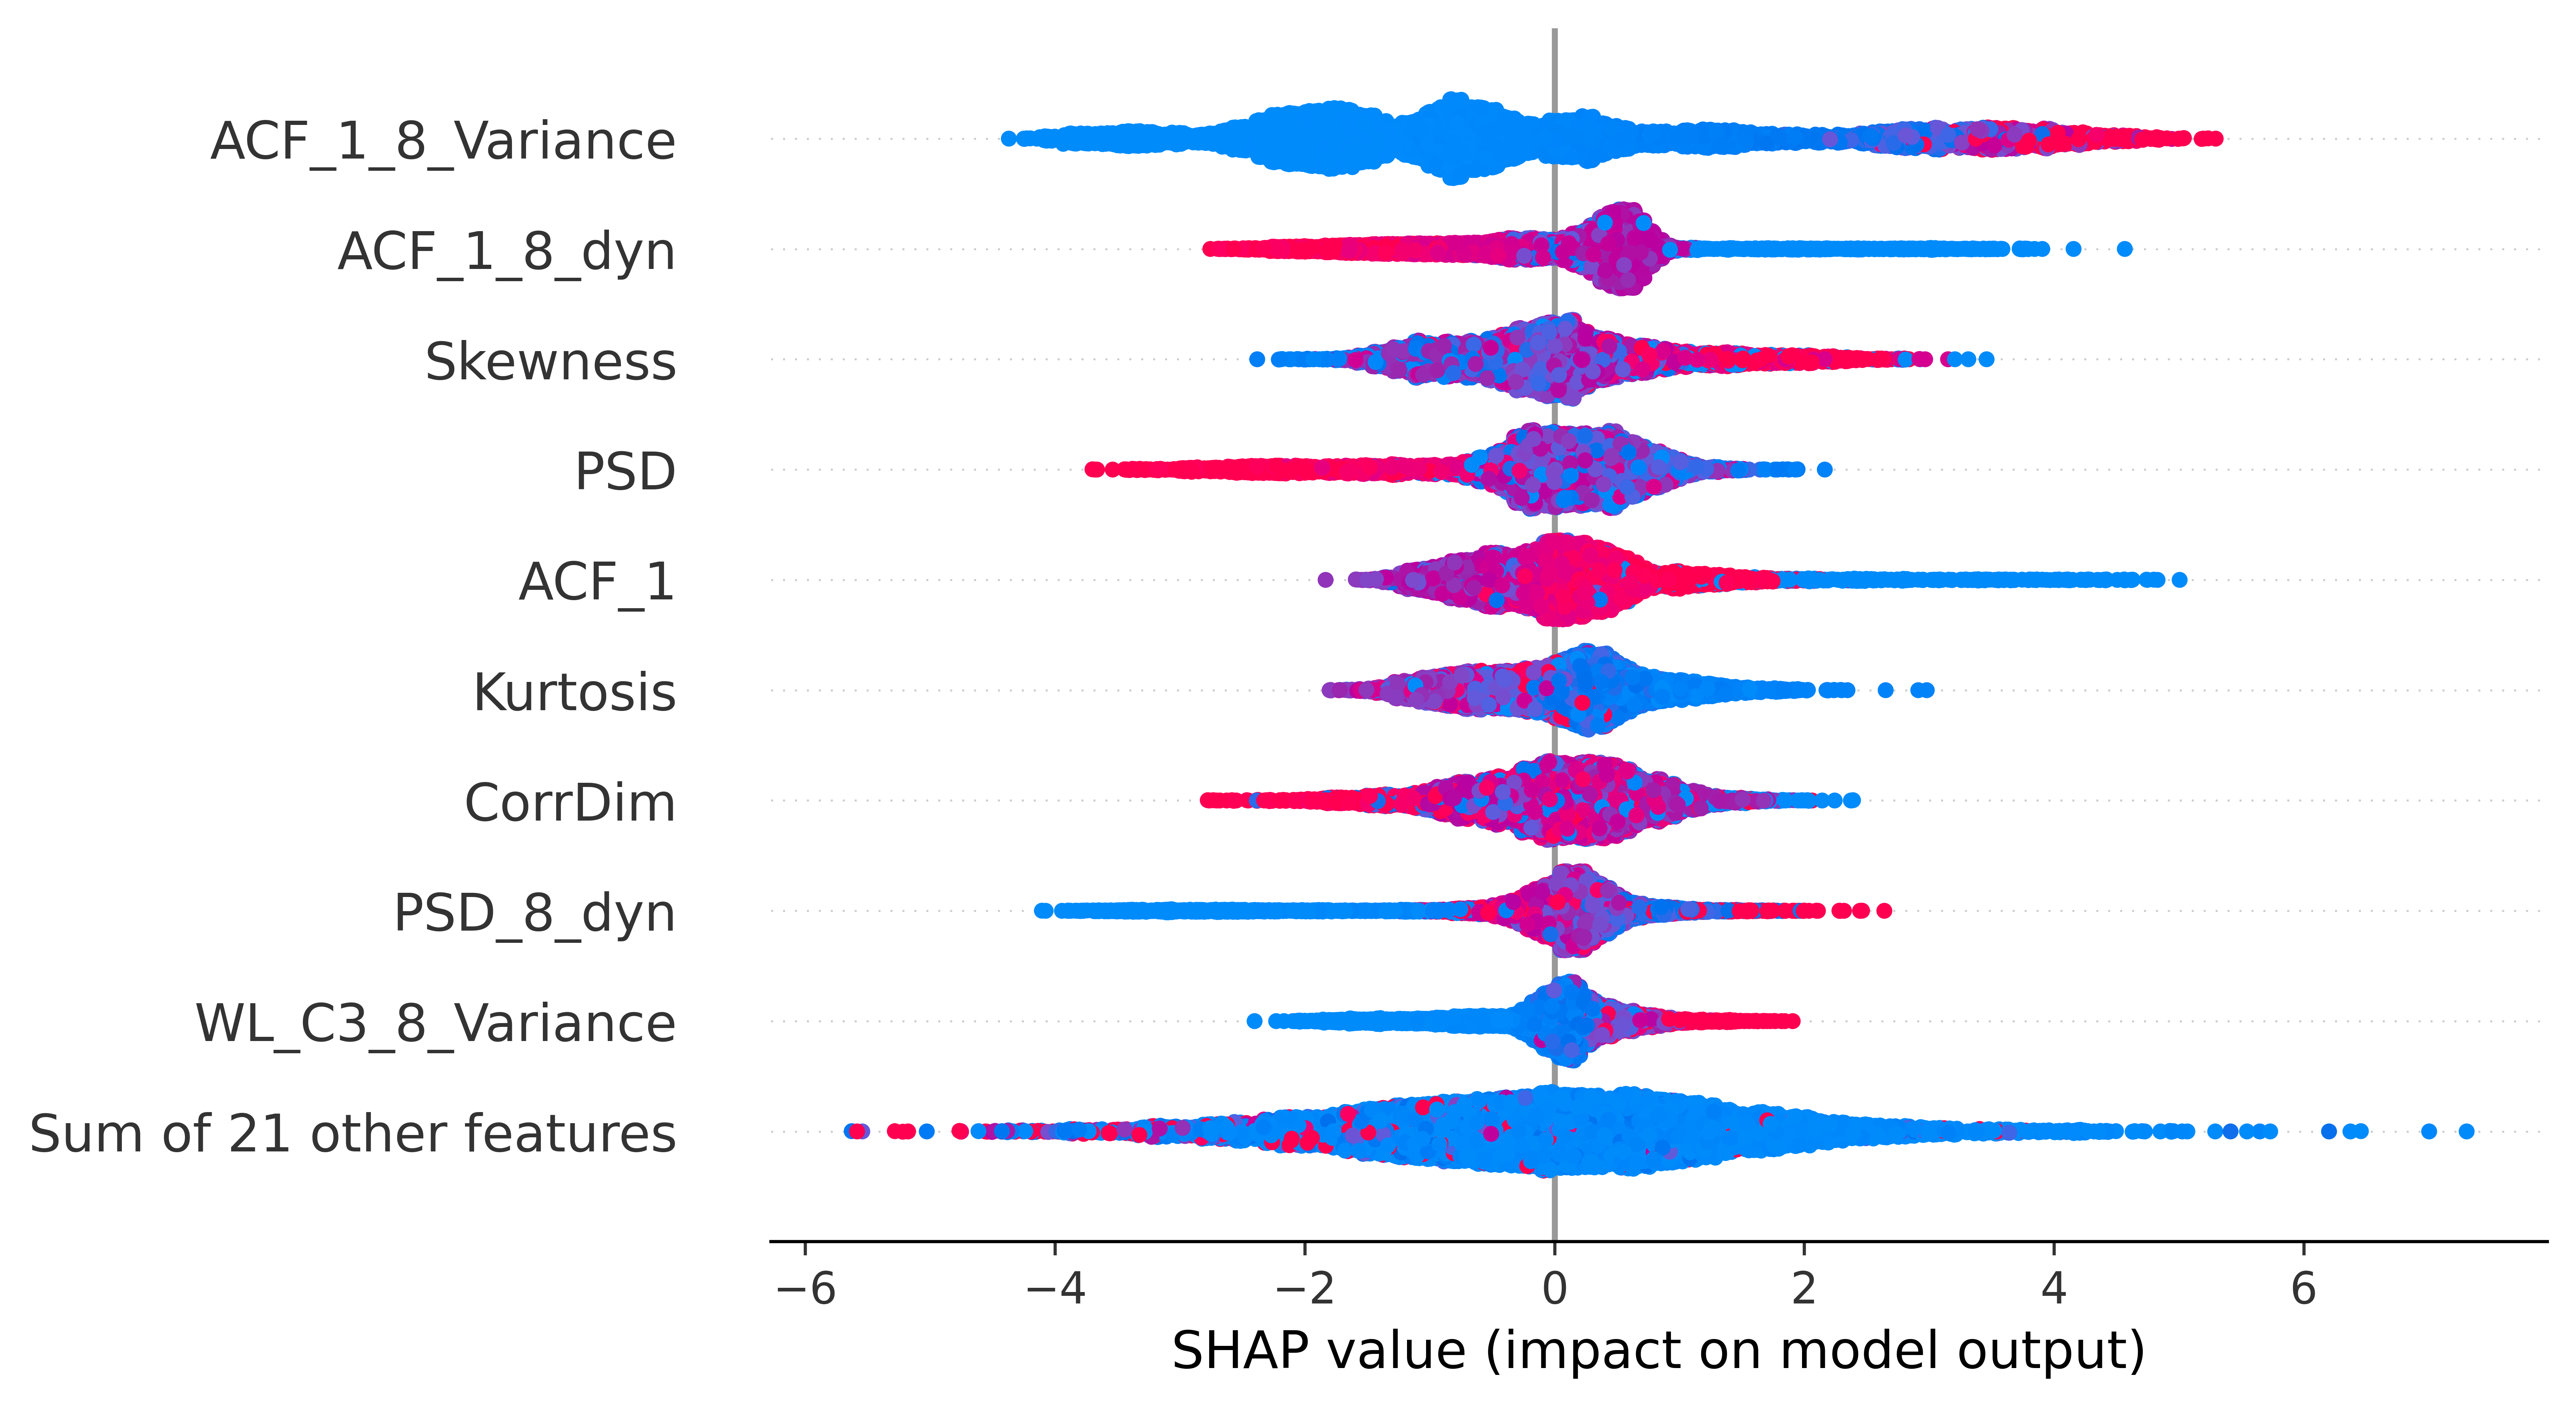 ACF_1_8_Variance
ACF_1_8_dyn
Skewness
PSD
ACF_1
Kurtosis
CorrDim
PSD_8_dyn
WL_C3_8_Variance
Sum of 21 other features
−6 −4 −2 0 2 4 6
SHAP value (impact on model output)